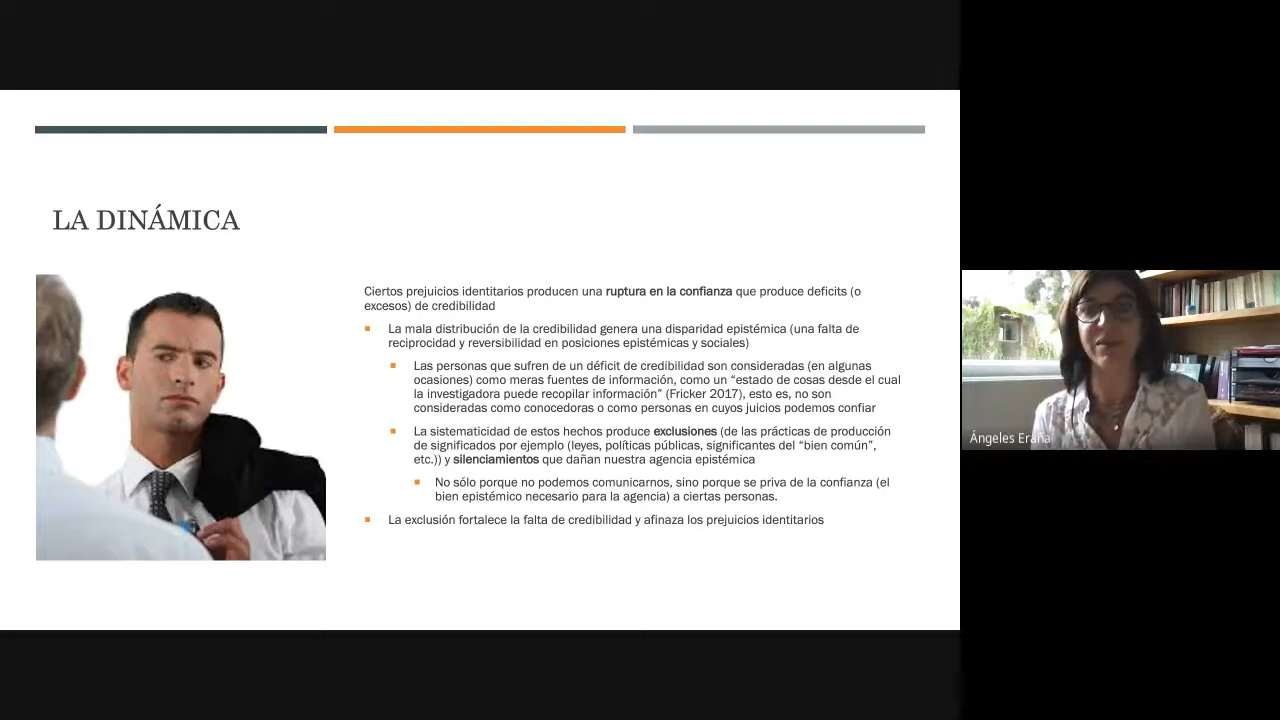 LA DINÁMICA
Ciertos prejuicios identitarios producen una ruptura en la confianza que produce deficits (o
excesos) de credibilidad
La mala distribución de la credibilidad genera una disparidad epistémica (una falta de
reciprocidad y reversibilidad en posiciones epistémicas y sociales)
Las personas que sufren de un déficit de credibilidad son consideradas (en algunas
ocasiones) como meras fuentes de información, como un “estado de cosas desde el cual
la investigadora puede recopilar información” (Fricker 2017), esto es, no son
consideradas como conocedoras o como personas en cuyos juicios podemos confiar
La sistematicidad de estos hechos produce exclusiones (de las prácticas de producción
de significados por ejemplo (leyes, políticas públicas, significantes del “bien común”,
etc.)) y silenciamientos que dañan nuestra agencia epistémica
No sólo porque no podemos comunicarnos, sino porque se priva de la confianza (el
bien epistémico necesario para la agencia) a ciertas personas.
La exclusión fortalece la falta de credibilidad y afinaza los prejuicios identitarios
Ángeles Eraña